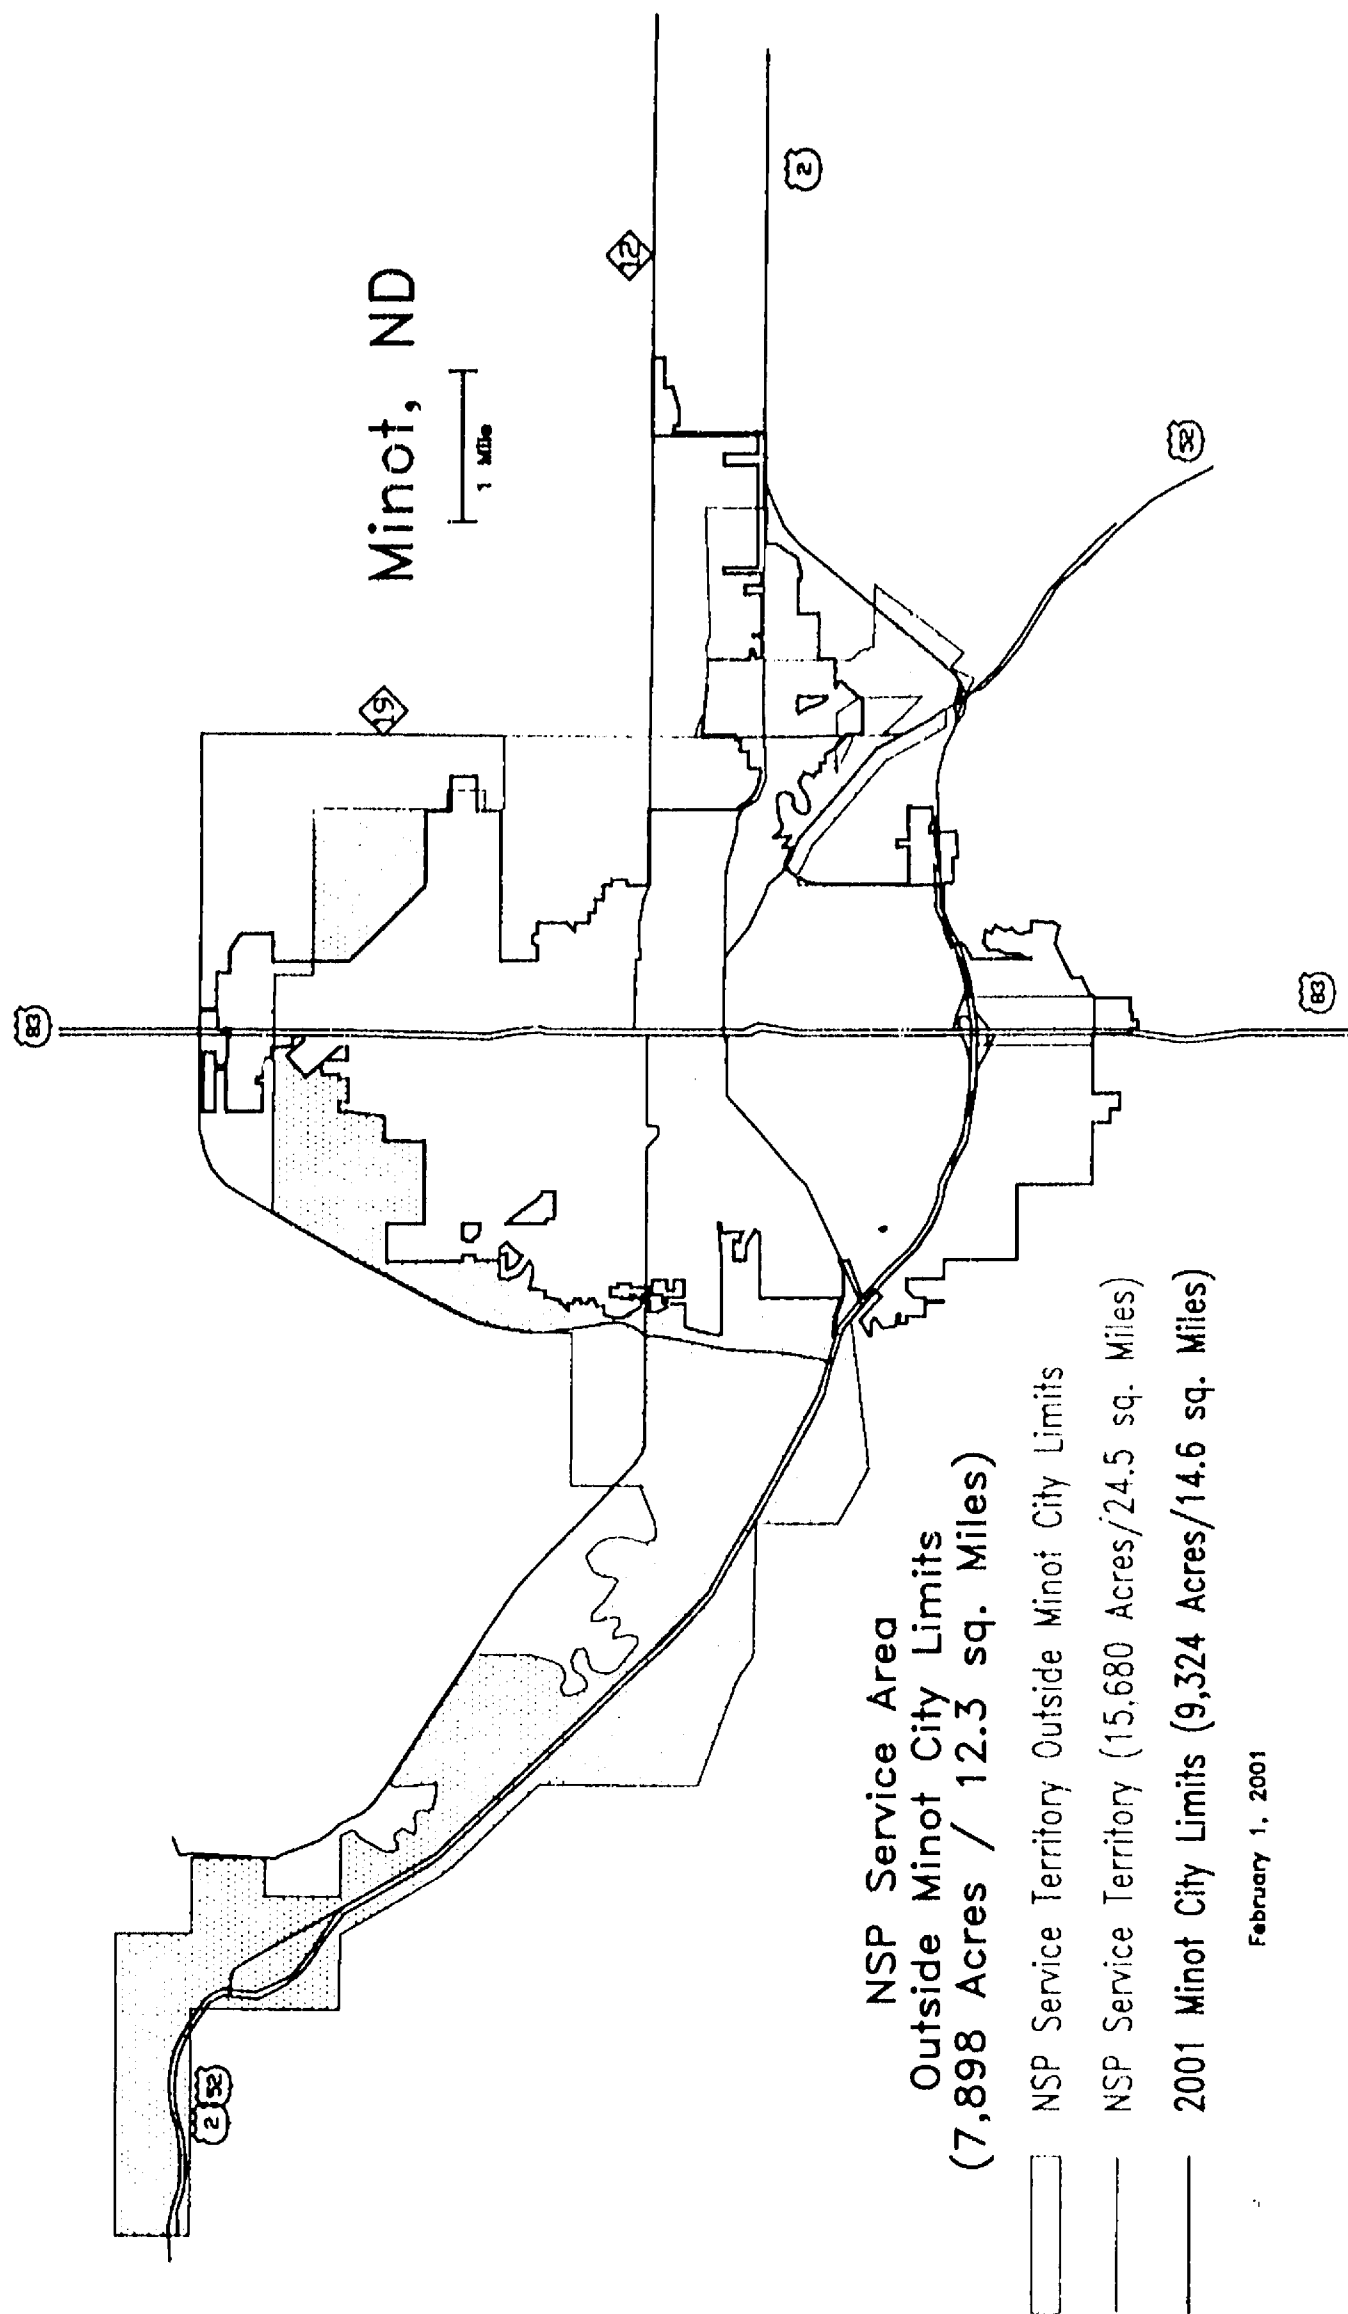 Minot, ND
1 Mile
83
19
12
2
52
83
2
52
NSP Service Area
Outside Minot City Limits
(7,898 Acres / 12.3 sq. Miles)
NSP Service Territory Outside Minot City Limits
NSP Service Territory (15,680 Acres/24.5 sq. Miles)
2001 Minot City Limits (9,324 Acres/14.6 sq. Miles)
February 1, 2001